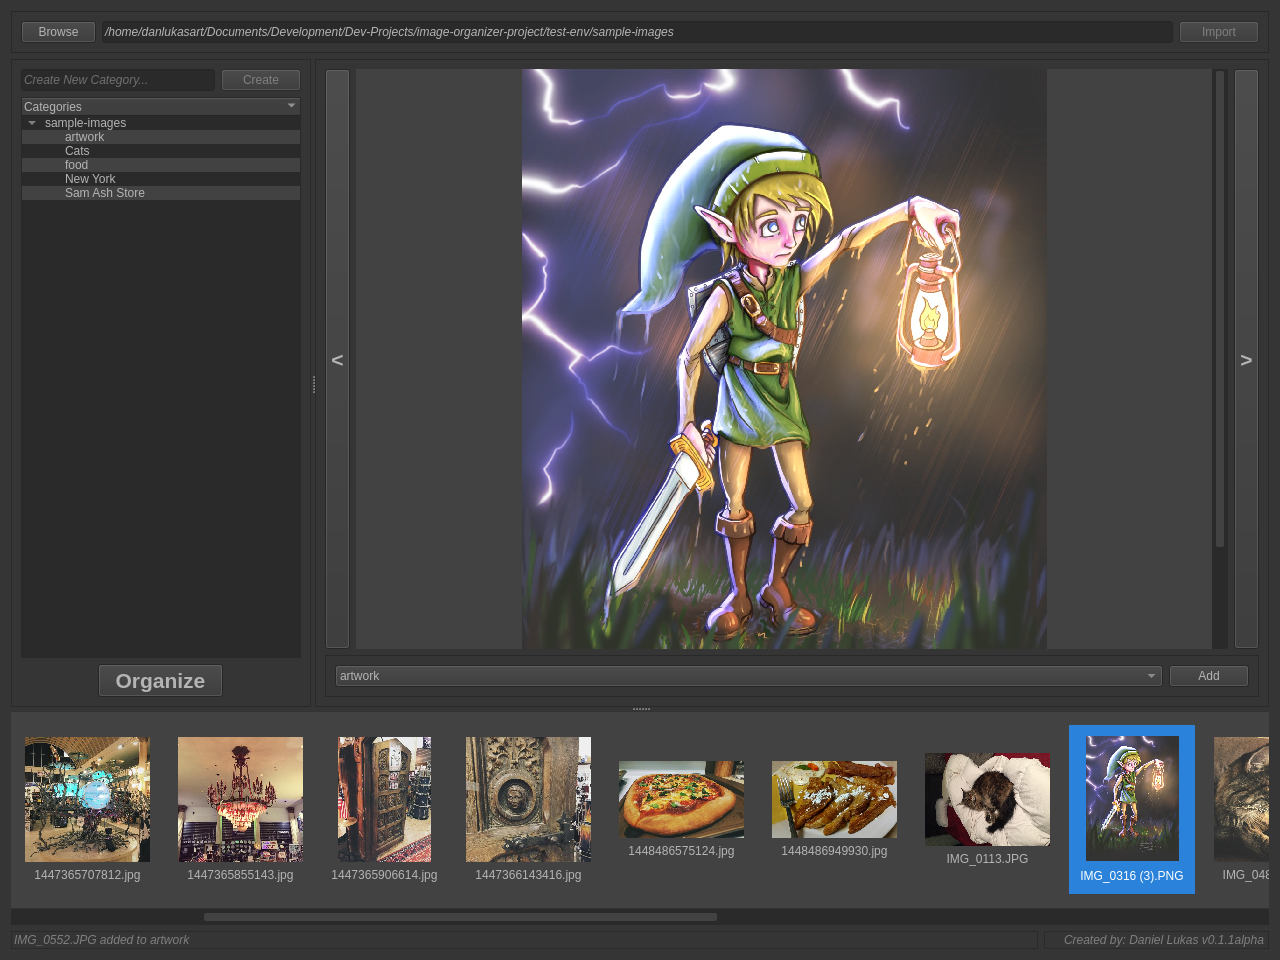 Browse /home/danlukasart/Documents/Development/Dev-Projects/image-organizer-project/test-env/sample-images Import
Create New Category... Create
Categories
sample-images
artwork
Cats
food
New York
Sam Ash Store
Organize
<
>
artwork Add
1447365707812.jpg 1447365855143.jpg 1447365906614.jpg 1447366143416.jpg 1448486575124.jpg 1448486949930.jpg IMG_0113.JPG IMG_0316 (3).PNG IMG_048
IMG_0552.JPG added to artwork Created by: Daniel Lukas v0.1.1alpha